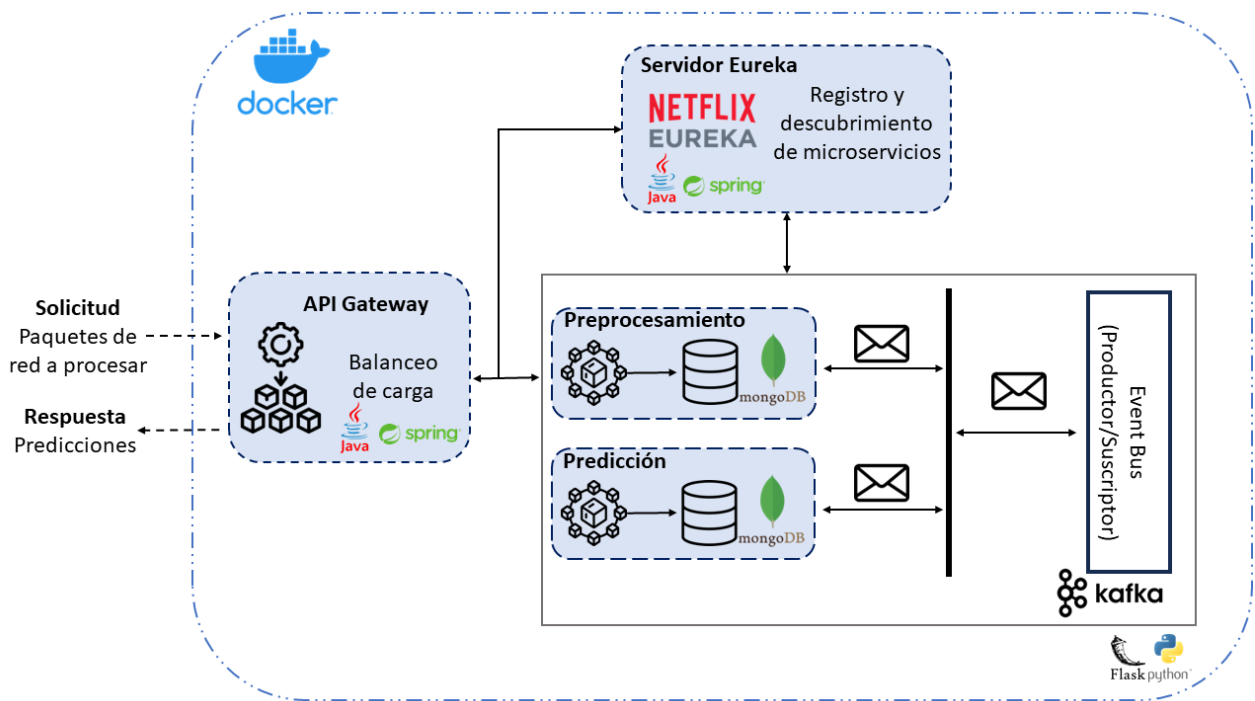 docker
Servidor Eureka
NETFLIX
EUREKA
Registro y
descubrimiento
de microservicios
Java
spring
Solicitud
Paquetes de
red a procesar
Respuesta
Predicciones
API Gateway
Balanceo
de carga
Java
spring
Preprocesamiento
mongoDB
Predicción
mongoDB
Event Bus
(Productor/Suscriptor)
kafka
Flask
python